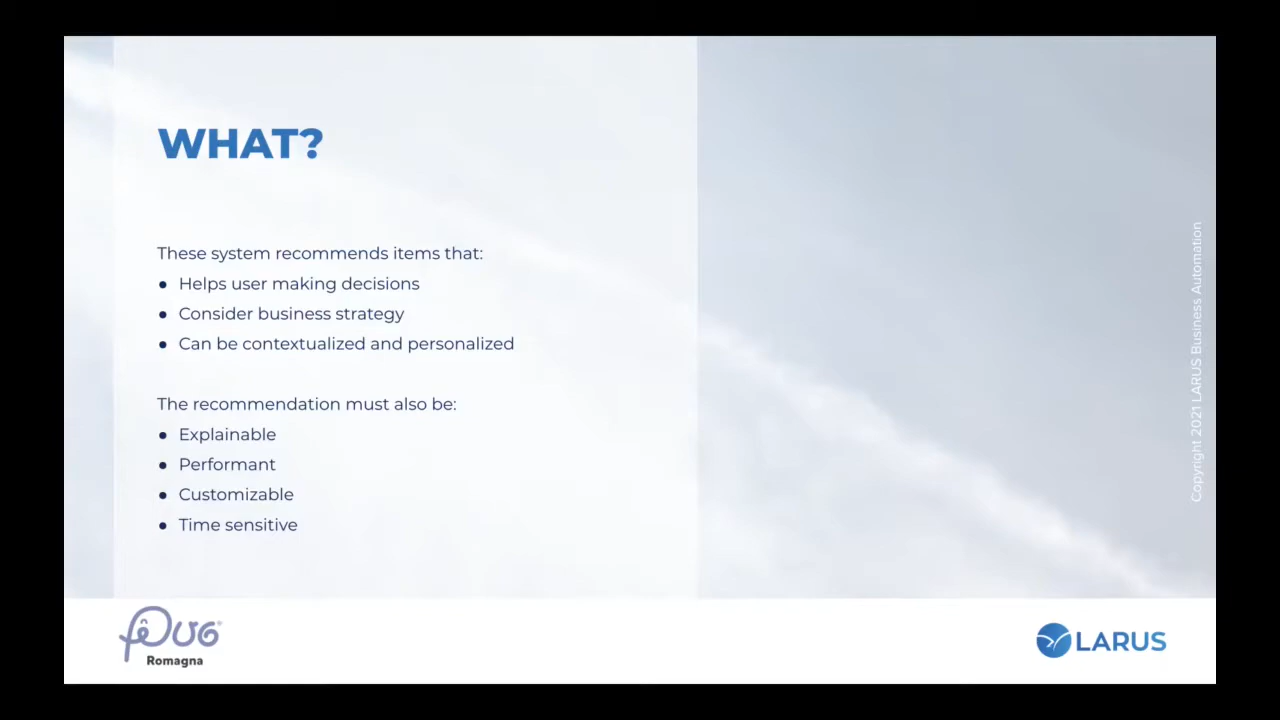 WHAT?
These system recommends items that:
● Helps user making decisions
● Consider business strategy
● Can be contextualized and personalized
The recommendation must also be:
● Explainable
● Performant
● Customizable
● Time sensitive
Copyright 2021 LARUS Business Automation
PUG
Romagna
LARUS